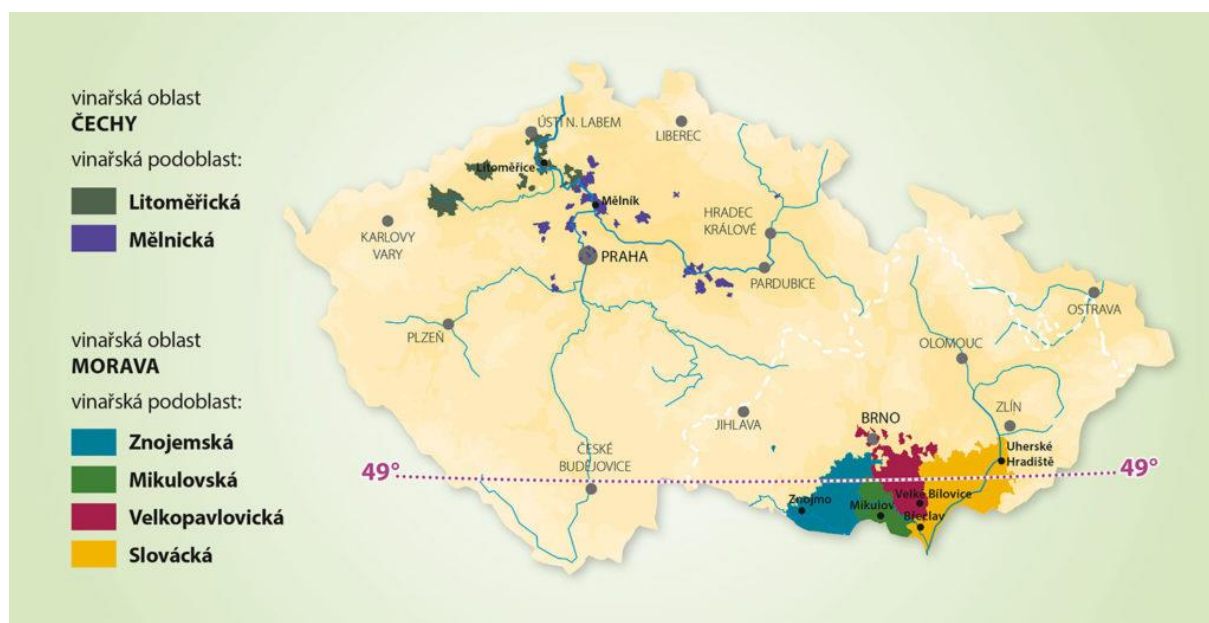 vinařská oblast
ČECHY
vinařská podoblast:
Litoměřická
Mělnická
vinařská oblast
MORAVA
vinařská podoblast:
Znojemská
Mikulovská
Velkopavlovická
Slovácká
ÚSTÍ N. LABEM
LIBEREC
Litoměřice
Mělník
KARLOVY
VARY
PRAHA
HRADEC
KRÁLOVÉ
PARDUBICE
PLZEŇ
OSTRAVA
OLOMOUC
JIHLAVA
BRNO
ZLÍN
Uherské
Hradiště
ČESKÉ
BUDĚJOVICE
49°
49°
Znojmo
Mikulov
Velké Bílovice
Břeclav